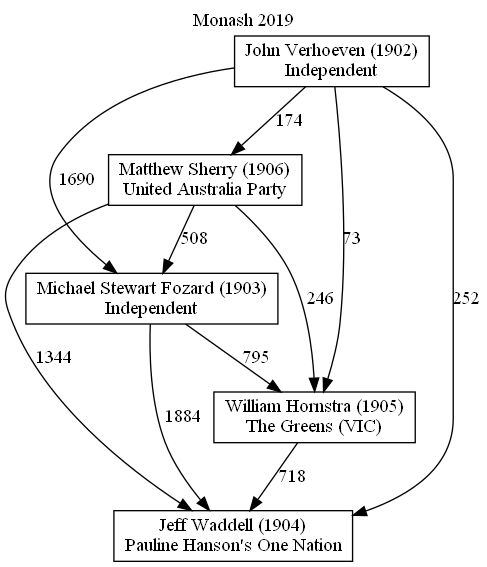 Monash 2019
John Verhoeven (1902)
Independent
174
Matthew Sherry (1906)
United Australia Party
1690
508
73
246
252
Michael Stewart Fozard (1903)
Independent
1344
795
1884
William Hornstra (1905)
The Greens (VIC)
718
Jeff Waddell (1904)
Pauline Hanson's One Nation